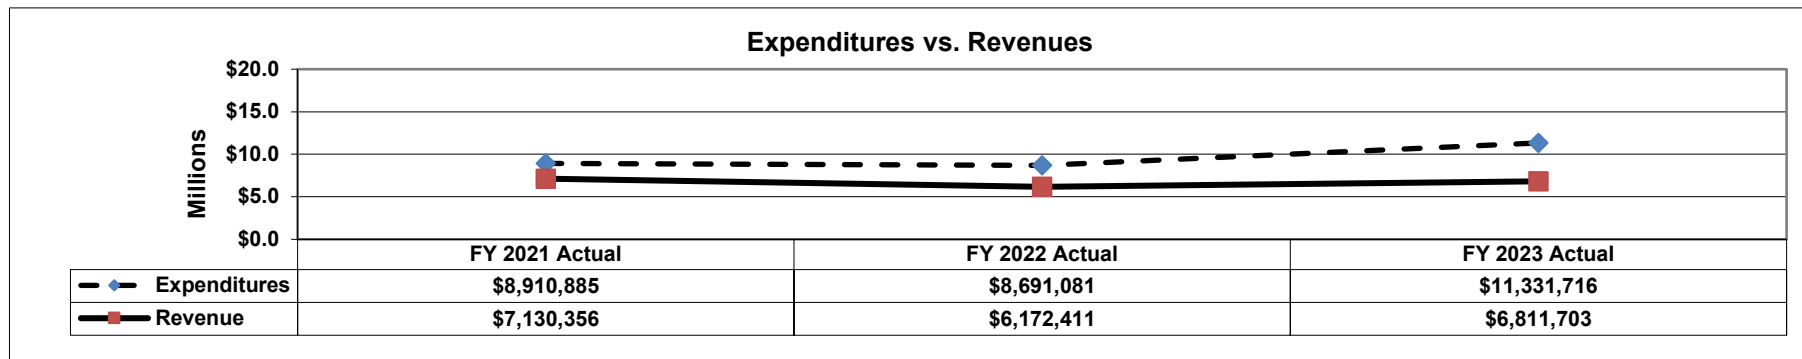 Expenditures vs. Revenues
$20.0
$15.0
$10.0
$5.0
$0.0
Millions
FY 2021 Actual FY 2022 Actual FY 2023 Actual
Expenditures $8,910,885 $8,691,081 $11,331,716
Revenue $7,130,356 $6,172,411 $6,811,703